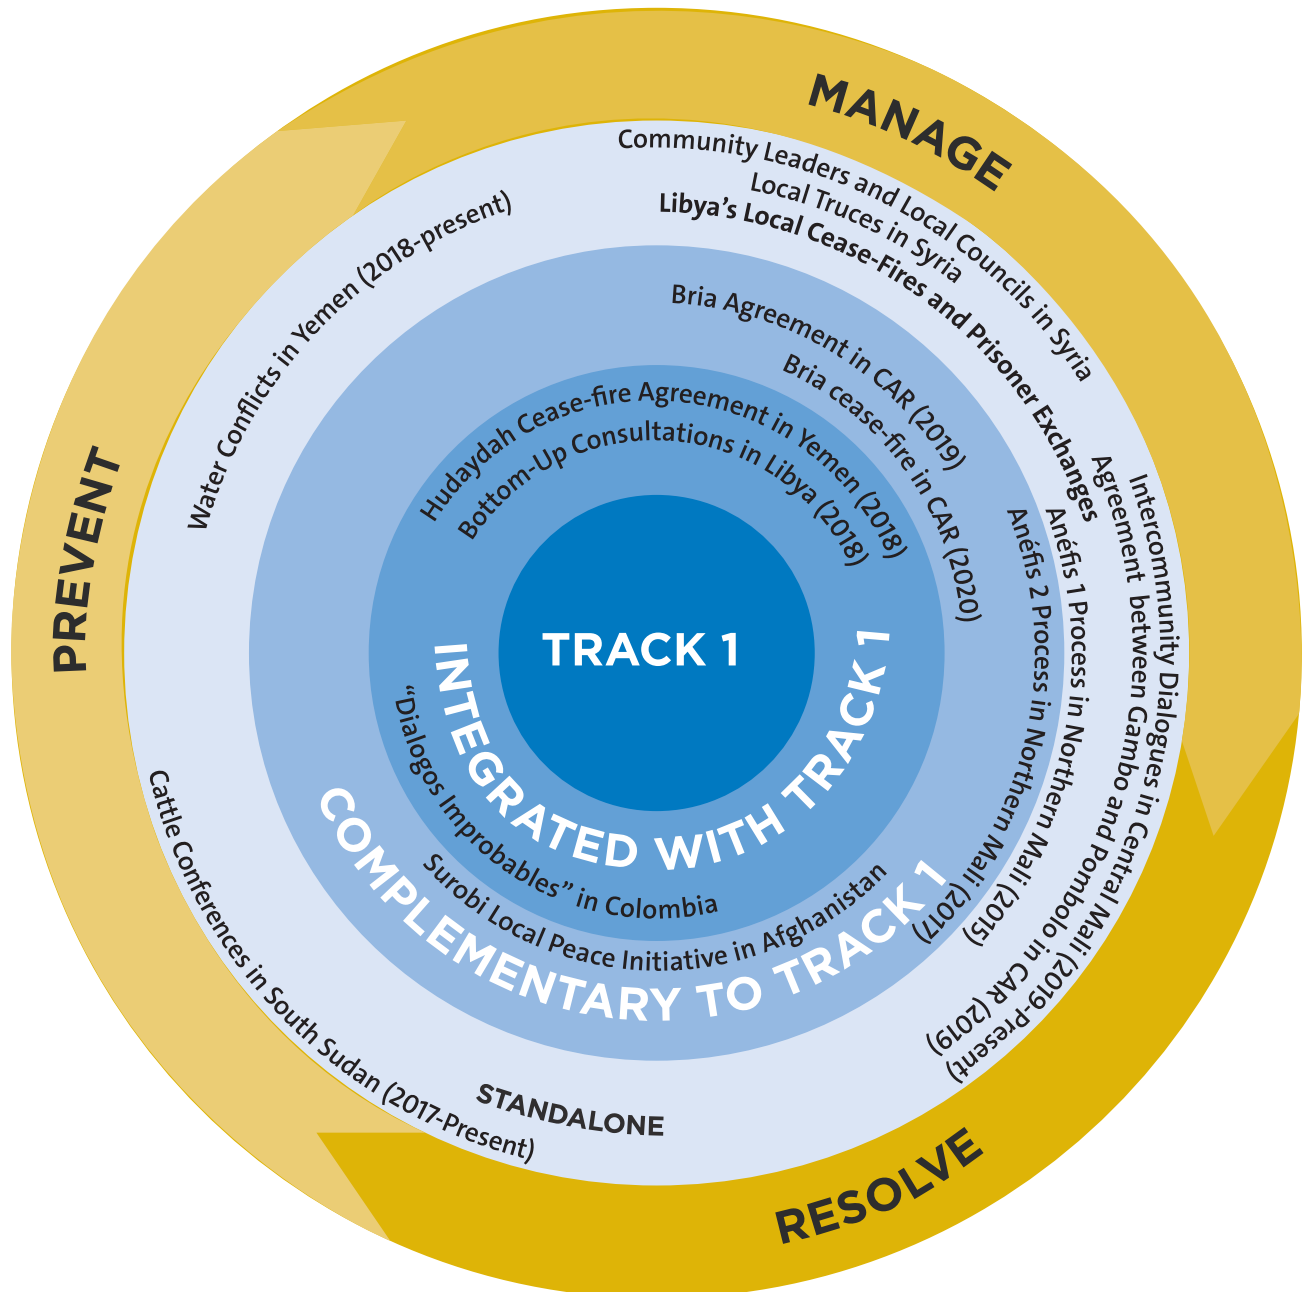 MANAGE
Community Leaders and Local Councils in Syria
Local Truces in Syria
Libya's Local Cease-Fires and Prisoner Exchanges
Water Conflicts in Yemen (2018-present)
Bria Agreement in CAR (2019)
Bria cease-fire in CAR (2020)
Hudaydah Cease-fire Agreement in Yemen (2018)
Bottom-Up Consultations in Libya (2018)
PREVENT
TRACK 1
INTEGRATED WITH TRACK 1
“Dialogos Improbables” in Colombia
Surobi Local Peace Initiative in Afghanistan
COMPLEMENTARY TO TRACK 1
Intercommunity Dialogues in Central Mali (2019-Present)
Agreement between Gambo and Pombolo in CAR (2019)
Anéfis 1 Process in Northern Mali (2015)
Anéfis 2 Process in Northern Mali (2017)
Cattle Conferences in South Sudan (2017-Present)
STANDALONE
RESOLVE